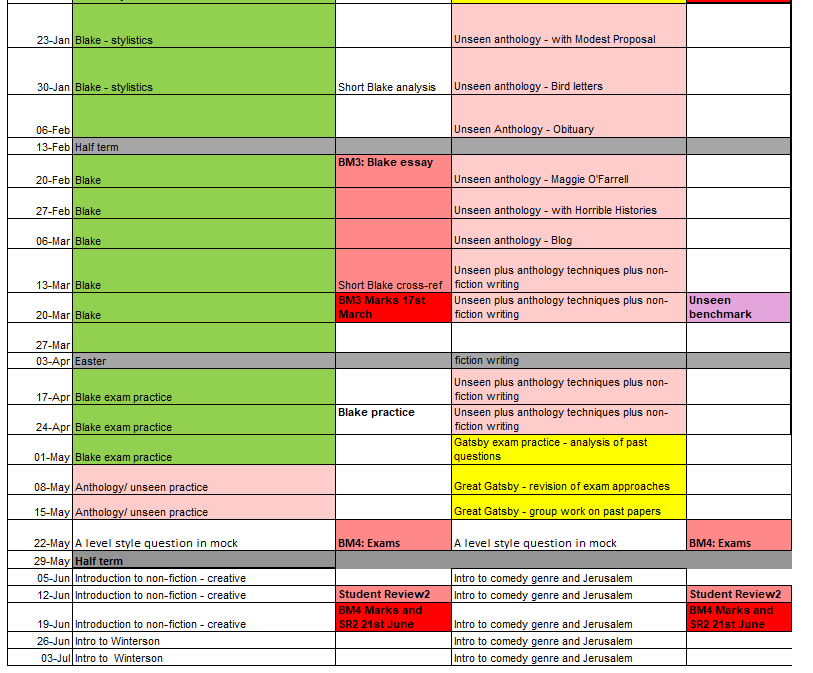 23-Jan Blake - stylistics Unseen anthology - with Modest Proposal
30-Jan Blake - stylistics Short Blake analysis Unseen anthology - Bird letters
06-Feb Unseen Anthology - Obituary
13-Feb Half term
BM3: Blake essay
20-Feb Blake Unseen anthology - Maggie O'Farrell
27-Feb Blake Unseen anthology - with Horrible Histories
06-Mar Blake Unseen anthology - Blog
Unseen plus anthology techniques plus non-
13-Mar Blake Short Blake cross-ref fiction writing
BM3 Marks 17st Unseen plus anthology techniques plus non- Unseen
20-Mar Blake March fiction writing benchmark
27-Mar
03-Apr Easter fiction writing
Unseen plus anthology techniques plus non-
17-Apr Blake exam practice fiction writing
Blake practice Unseen plus anthology techniques plus non-
24-Apr Blake exam practice fiction writing
Gatsby exam practice - analysis of past
01-May Blake exam practice questions
08-May Anthology/ unseen practice Great Gatsby - revision of exam approaches
15-May Anthology/ unseen practice Great Gatsby - group work on past papers
22-May A level style question in mock BM4: Exams A level style question in mock BM4: Exams
29-May Half term
05-Jun Introduction to non-fiction - creative Intro to comedy genre and Jerusalem
12-Jun Introduction to non-fiction - creative Student Review2 Intro to comedy genre and Jerusalem Student Review2
BM4 Marks and BM4 Marks and
19-Jun Introduction to non-fiction - creative SR2 21st June Intro to comedy genre and Jerusalem SR2 21st June
26-Jun Intro to Winterson Intro to comedy genre and Jerusalem
03-Jul Intro to  Winterson Intro to comedy genre and Jerusalem